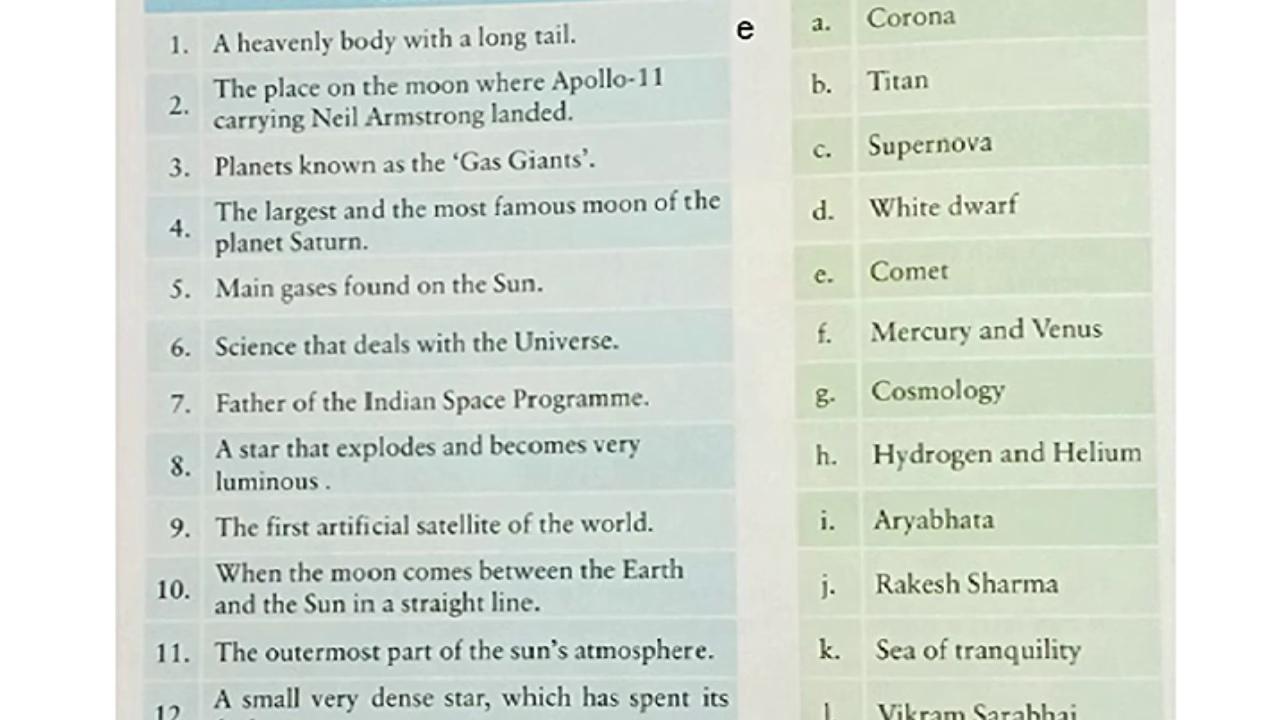 1. A heavenly body with a long tail. e
2. The place on the moon where Apollo-11
carrying Neil Armstrong landed.
3. Planets known as the ‘Gas Giants’.
4. The largest and the most famous moon of the
planet Saturn.
5. Main gases found on the Sun.
6. Science that deals with the Universe.
7. Father of the Indian Space Programme.
8. A star that explodes and becomes very
luminous .
9. The first artificial satellite of the world.
10. When the moon comes between the Earth
and the Sun in a straight line.
11. The outermost part of the sun’s atmosphere.
12 A small very dense star, which has spent its
a. Corona
b. Titan
c. Supernova
d. White dwarf
e. Comet
f. Mercury and Venus
g. Cosmology
h. Hydrogen and Helium
i. Aryabhata
j. Rakesh Sharma
k. Sea of tranquility
l Vikram Sarabhai